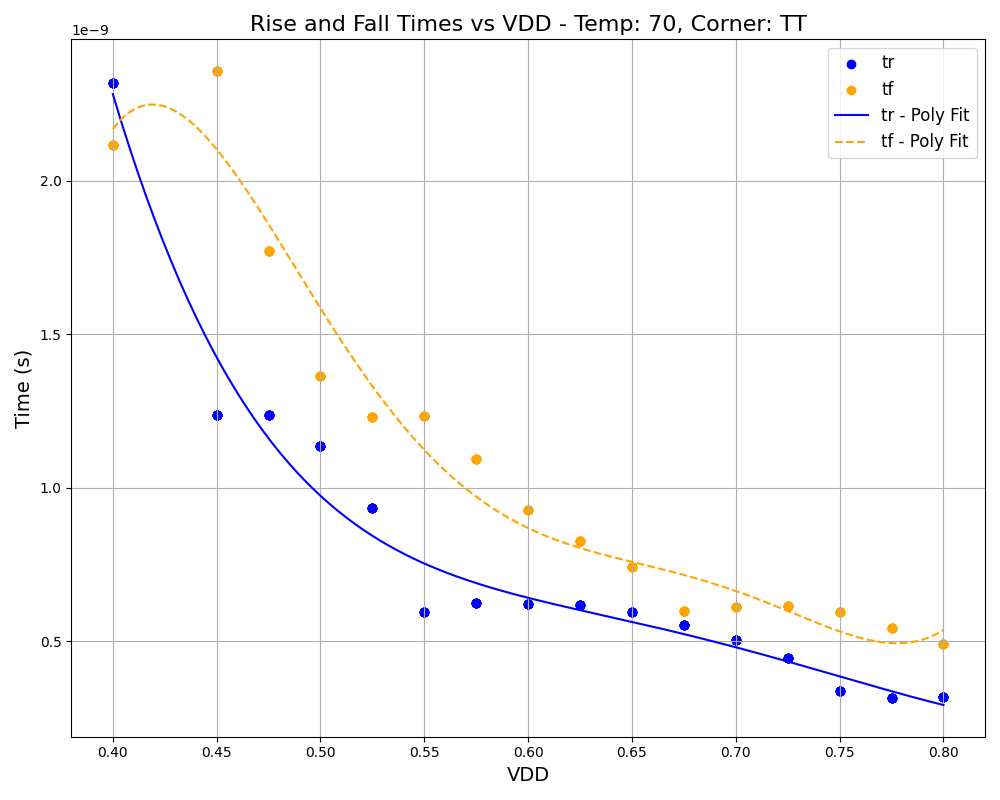 Rise and Fall Times vs VDD - Temp: 70, Corner: TT
1e−9
tr
tf
tr - Poly Fit
tf - Poly Fit
2.0
1.5
1.0
0.5
Time (s)
0.40 0.45 0.50 0.55 0.60 0.65 0.70 0.75 0.80
VDD